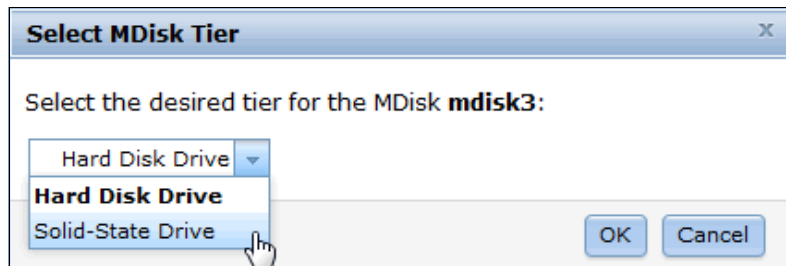 Select MDisk Tier x
Select the desired tier for the MDisk mdisk3:
Hard Disk Drive
Hard Disk Drive
Solid-State Drive
OK Cancel